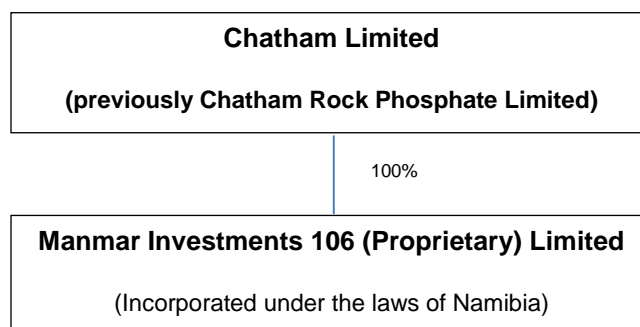 Chatham Limited
(previously Chatham Rock Phosphate Limited)
100%
Manmar Investments 106 (Proprietary) Limited
(Incorporated under the laws of Namibia)